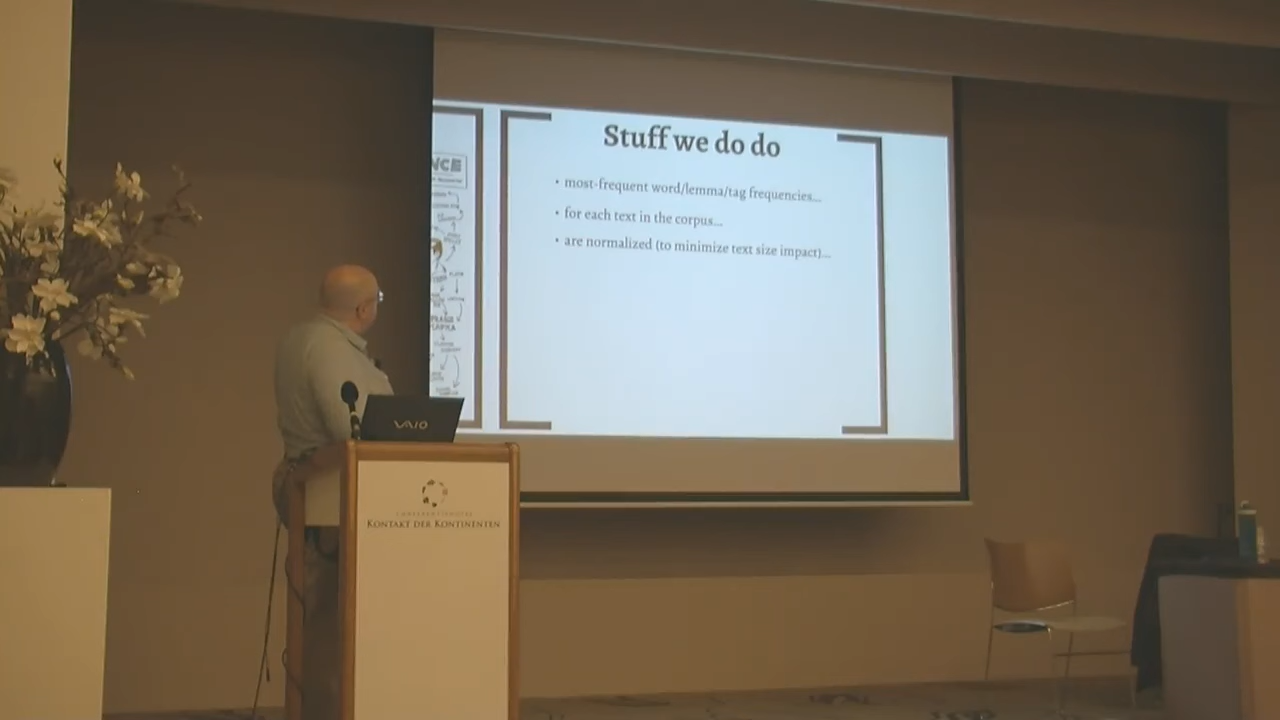 Stuff we do do
• most-frequent word/lemma/tag frequencies...
• for each text in the corpus...
• are normalized (to minimize text size impact)...
NCE
VAIO
KONTAKT DER KONTINENTEN